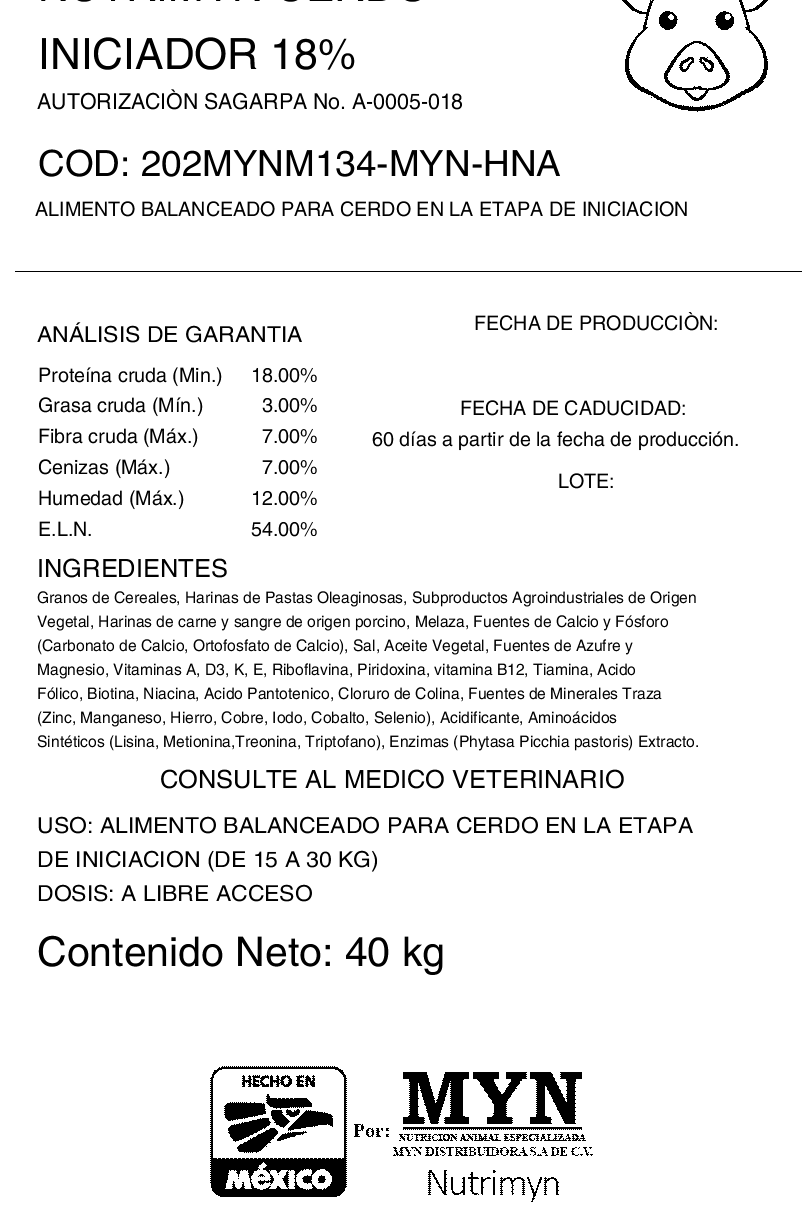 INICIADOR 18%
AUTORIZACIÒN SAGARPA No. A-0005-018
COD: 202MYNM134-MYN-HNA
ALIMENTO BALANCEADO PARA CERDO EN LA ETAPA DE INICIACION
ANÁLISIS DE GARANTIA
Proteína cruda (Min.) 18.00%
Grasa cruda (Mín.) 3.00%
Fibra cruda (Máx.) 7.00%
Cenizas (Máx.) 7.00%
Humedad (Máx.) 12.00%
E.L.N. 54.00%
FECHA DE PRODUCCIÒN:
FECHA DE CADUCIDAD:
60 días a partir de la fecha de producción.
LOTE:
INGREDIENTES
Granos de Cereales, Harinas de Pastas Oleaginosas, Subproductos Agroindustriales de Origen
Vegetal, Harinas de carne y sangre de origen porcino, Melaza, Fuentes de Calcio y Fósforo
(Carbonato de Calcio, Ortofosfato de Calcio), Sal, Aceite Vegetal, Fuentes de Azufre y
Magnesio, Vitaminas A, D3, K, E, Riboflavina, Piridoxina, vitamina B12, Tiamina, Acido
Fólico, Biotina, Niacina, Acido Pantotenico, Cloruro de Colina, Fuentes de Minerales Traza
(Zinc, Manganeso, Hierro, Cobre, Iodo, Cobalto, Selenio), Acidificante, Aminoácidos
Sintéticos (Lisina, Metionina,Treonina, Triptofano), Enzimas (Phytasa Picchia pastoris) Extracto.
CONSULTE AL MEDICO VETERINARIO
USO: ALIMENTO BALANCEADO PARA CERDO EN LA ETAPA
DE INICIACION (DE 15 A 30 KG)
DOSIS: A LIBRE ACCESO
Contenido Neto: 40 kg
HECHO EN
MéXICO
Por:
MYN
NUTRICION ANIMAL ESPECIALIZADA
MYN DISTRIBUIDORA S.A DE C.V.
Nutrimyn